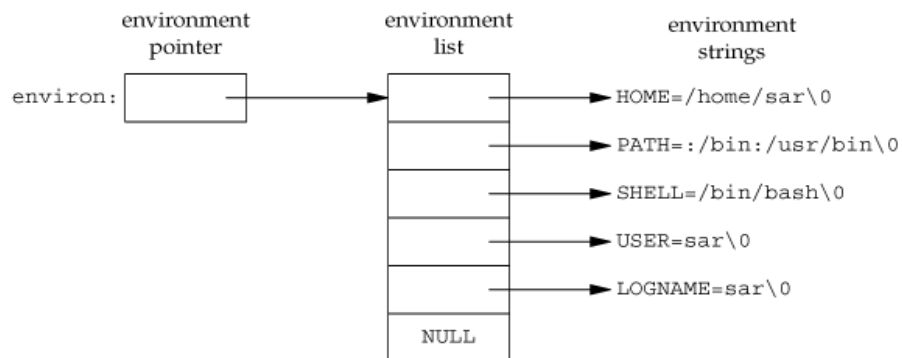 environment
pointer
environment
list
environment
strings
environ:
HOME=/home/sar\0
PATH=:/bin:/usr/bin\0
SHELL=/bin/bash\0
USER=sar\0
LOGNAME=sar\0
NULL